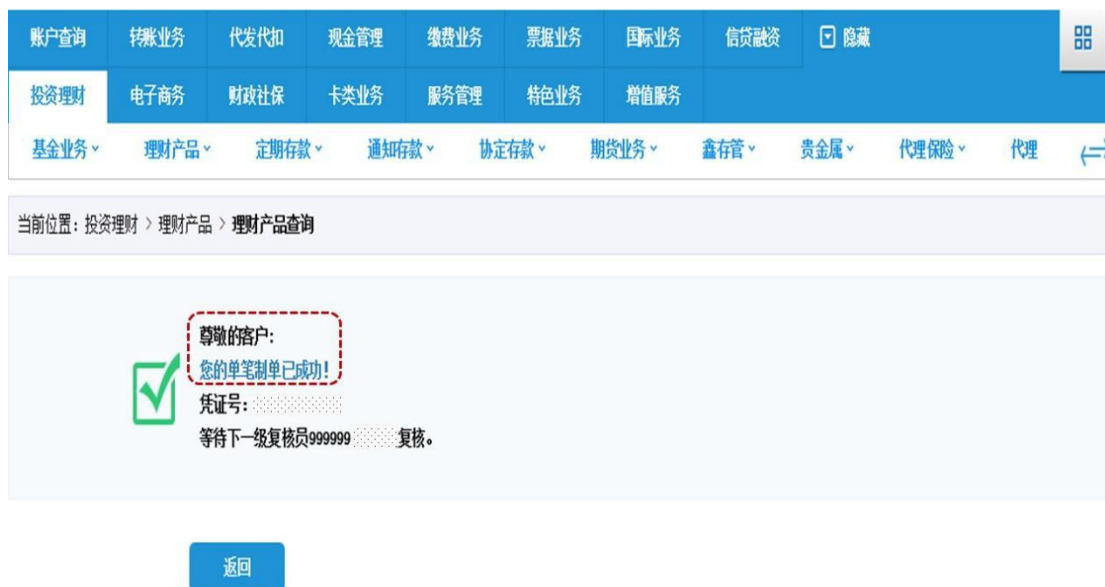 账户查询 转账业务 代发代扣 现金管理 缴费业务 票据业务 国际业务 信贷融资 隐藏
投资理财 电子商务 财政社保 卡类业务 服务管理 特色业务 增值服务
基金业务 理财产品 定期存款 通知存款 协定存款 期货业务 鑫存管 贵金属 代理保险 代理
当前位置：投资理财 > 理财产品 > 理财产品查询
尊敬的客户：
您的单笔制单已成功！
凭证号：
等待下一级复核员999999 复核。
返回